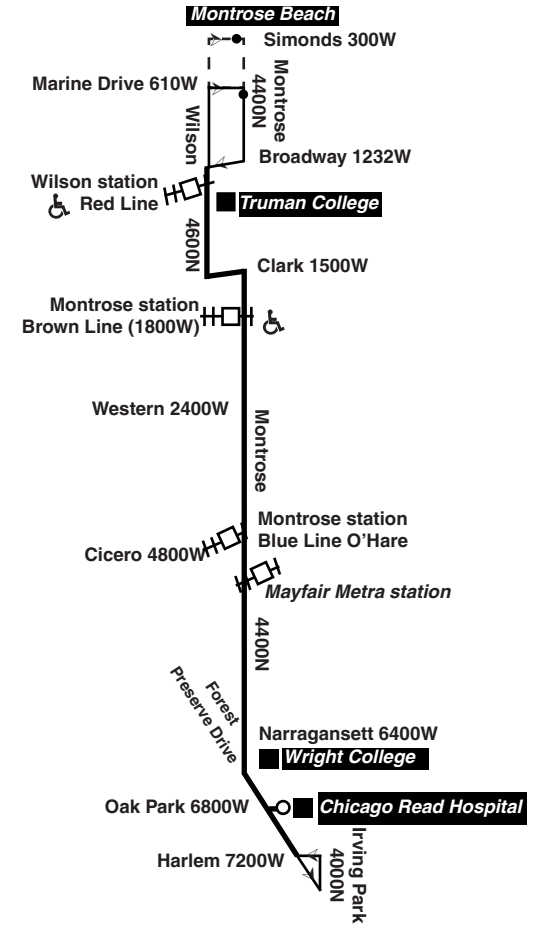 Montrose Beach
Simonds 300W
Marine Drive 610W
Montrose
4400N
Wilson
Broadway 1232W
Wilson station
Red Line
Truman College
4600N
Clark 1500W
Montrose station
Brown Line (1800W)
Western 2400W
Montrose
Montrose station
Blue Line O’Hare
Cicero 4800W
Mayfair Metra station
4400N
Forest
Preserve Drive
Narragansett 6400W
Wright College
Oak Park 6800W
Chicago Read Hospital
Harlem 7200W
Irving Park
4000N